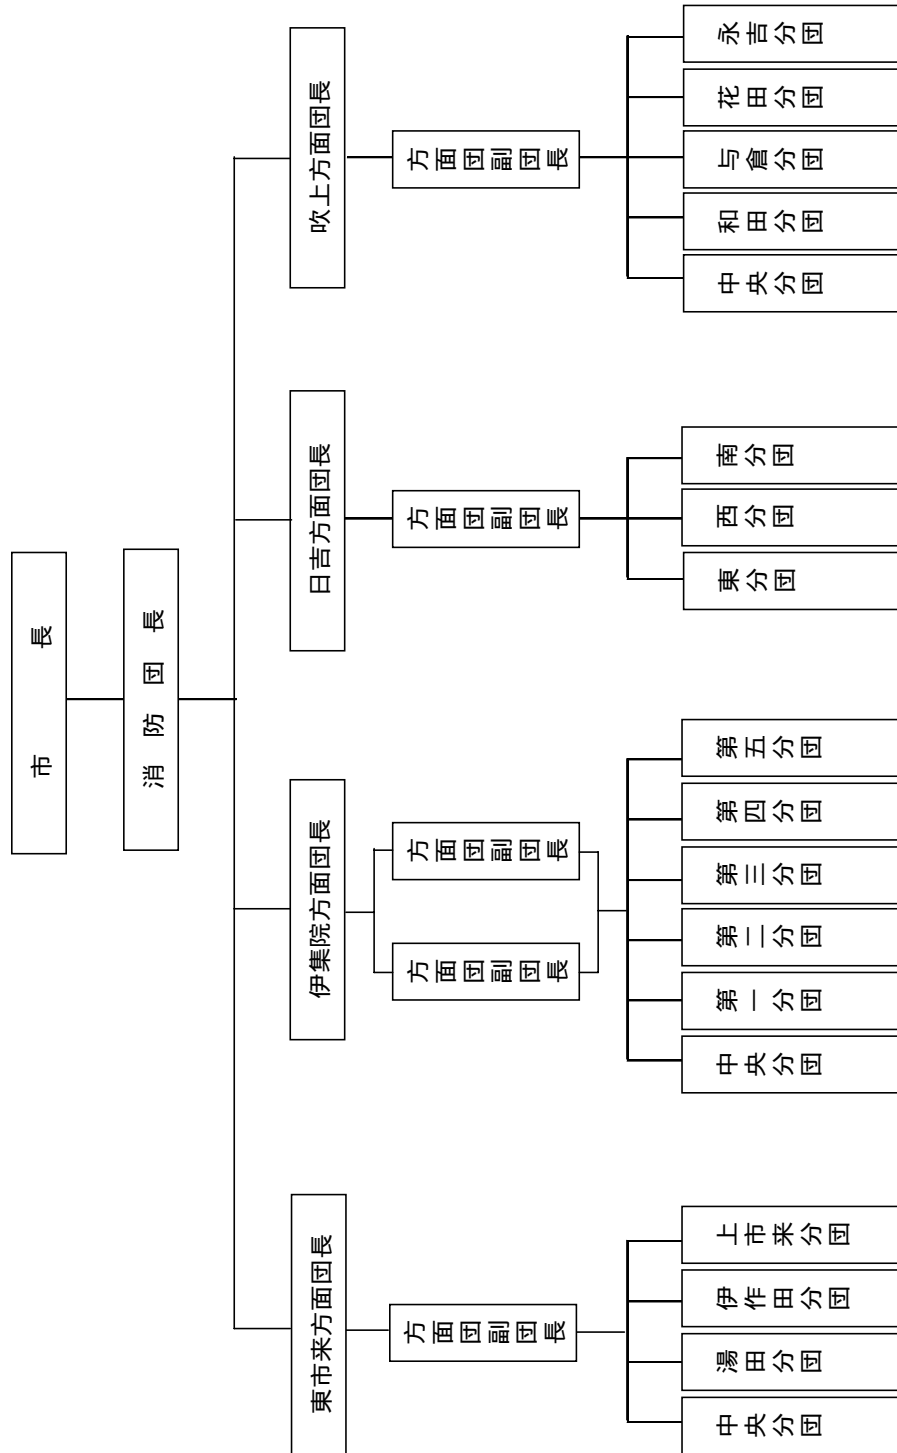 市長
消防団長
東市来方面団長
伊集院方面団長
日吉方面団長
吹上方面団長
方面団副団長
方面団副団長
方面団副団長
方面団副団長
方面団副団長
中央分団
湯田分団
伊作田分団
上市来分団
中央分団
第一分団
第二分団
第三分団
第四分団
第五分団
東分団
西分団
南分団
中央分団
和田分団
与倉分団
花田分団
永吉分団